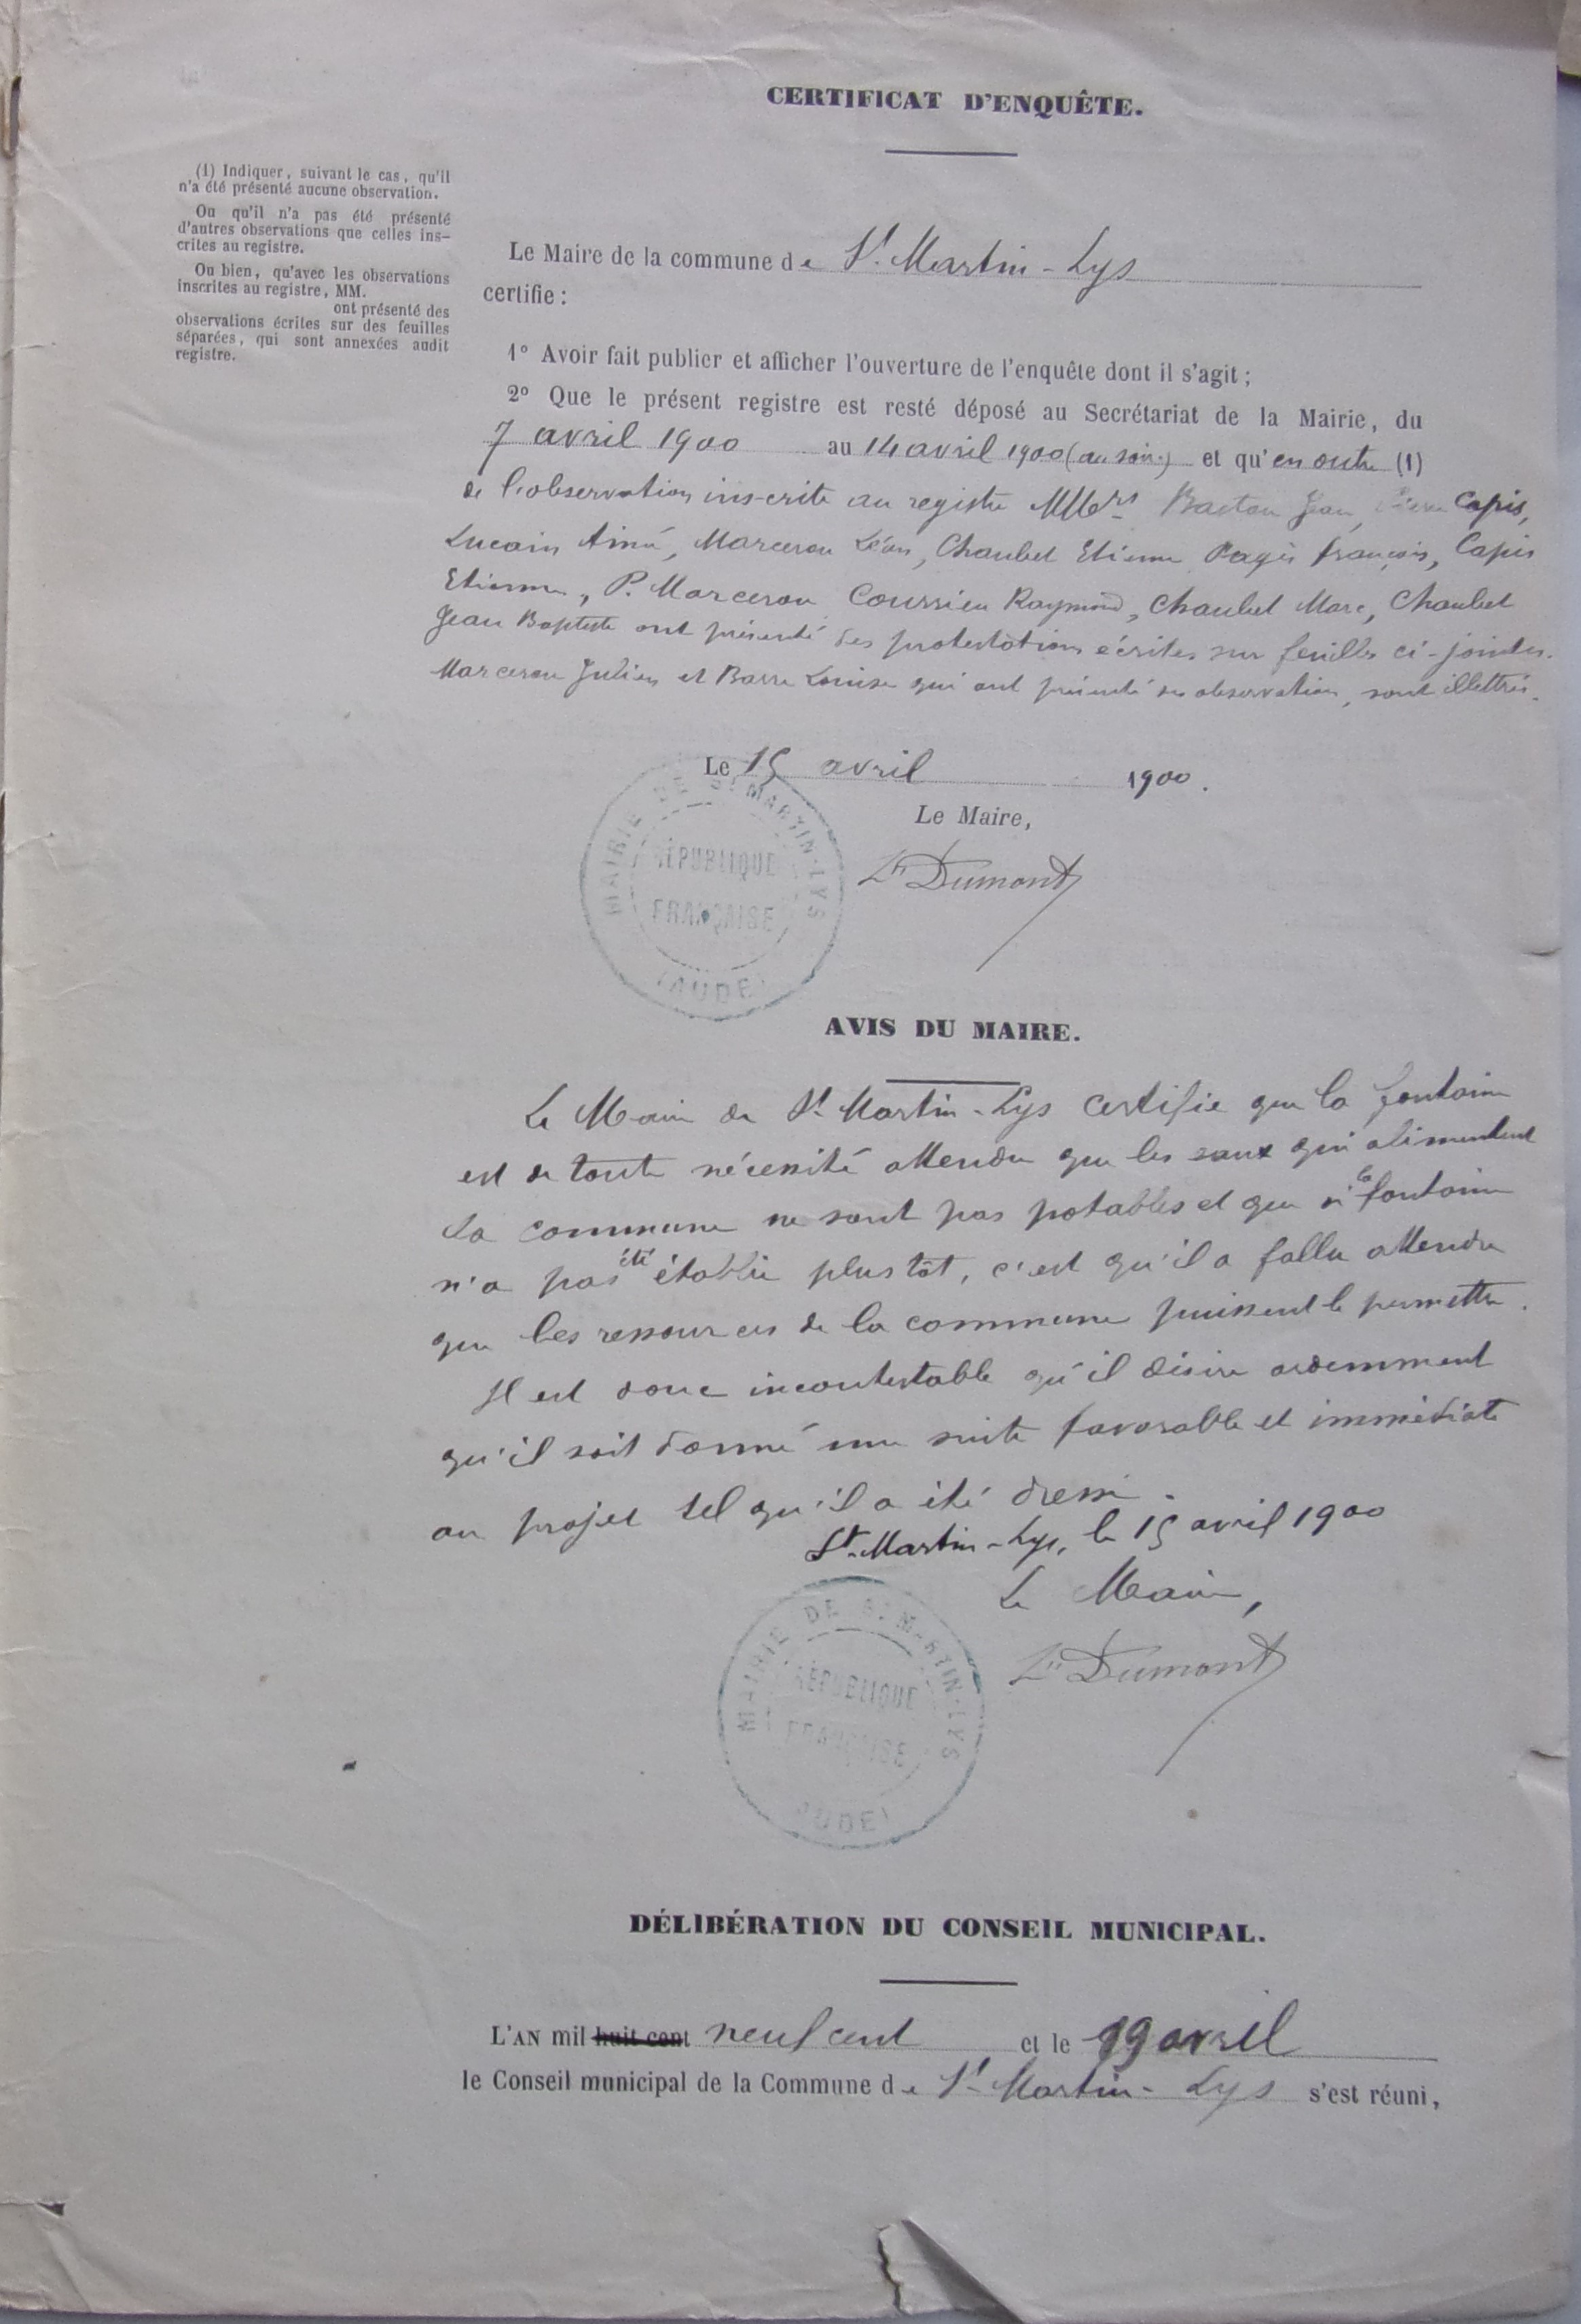 CERTIFICAT D'ENQUÊTE.
(1) Indiquer, suivant le cas, qu'il
n'a été présenté aucune observation.
Ou qu'il n'a pas été présenté
d'autres observations que celles ins-
crites au registre.
Ou bien, qu'avec les observations
inscrites au registre, MM.
ont présenté des
observations écrites sur des feuilles
séparées, qui sont annexées audit
registre.
Le Maire de la commune de St. Martin-Lys
certifie :
1° Avoir fait publier et afficher l'ouverture de l'enquête dont il s'agit ;
2° Que le présent registre est resté déposé au Secrétariat de la Mairie, du
7 avril 1900 au 14 avril 1900 (au soir) et qu'en outre (1)
de l'observation inscrite au registre Jean Capis,
Lucain Aimé, Marceron Léon, Chaubet Etienne Pagès françois, Capis
Etienne, P. Marceron Coussieu Raymond, Chaubet Marc, Chaubet
Jean Baptiste ont présenté des protestations écrites sur feuilles ci-jointes.
Marceron Julien et Barre Louise qui ont présenté observation, sont illettrés.
Le 15 avril 1900.
Le Maire,
Dumont
MAIRIE DE St MARTIN-LYS
RÉPUBLIQUE
FRANÇAISE
(AUDE)
AVIS DU MAIRE.
Le Maire de St. Martin-Lys certifie que la fontaine
est de toute nécessité attendu que les eaux qui alimentent
la commune ne sont pas potables et que si la fontaine
n'a pas été établie plus tôt, c'est qu'il a fallu attendre
que les ressources de la commune puissent le permettre.
Il est donc incontestable qu'il désire ardemment
qu'il soit donné une suite favorable et immédiate
au projet tel qu'il a été dressé.
St-Martin-Lys, le 15 avril 1900
Le Maire,
Dumont
MAIRIE DE St MARTIN-LYS
RÉPUBLIQUE
FRANÇAISE
AUDE)
DÉLIBÉRATION DU CONSEIL MUNICIPAL.
L'AN mil huit cent neuf cent et le 19 avril
le Conseil municipal de la Commune de St Martin-Lys s'est réuni,